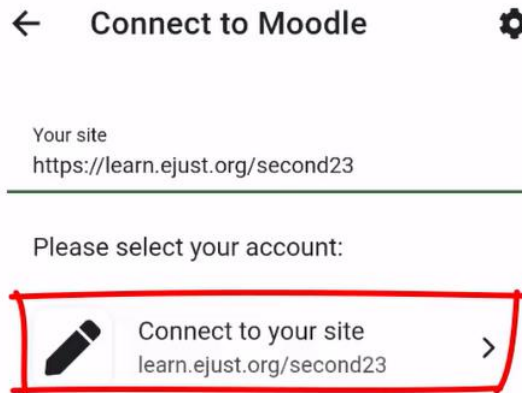 Connect to Moodle
Your site
https://learn.ejust.org/second23
Please select your account:
Connect to your site
learn.ejust.org/second23